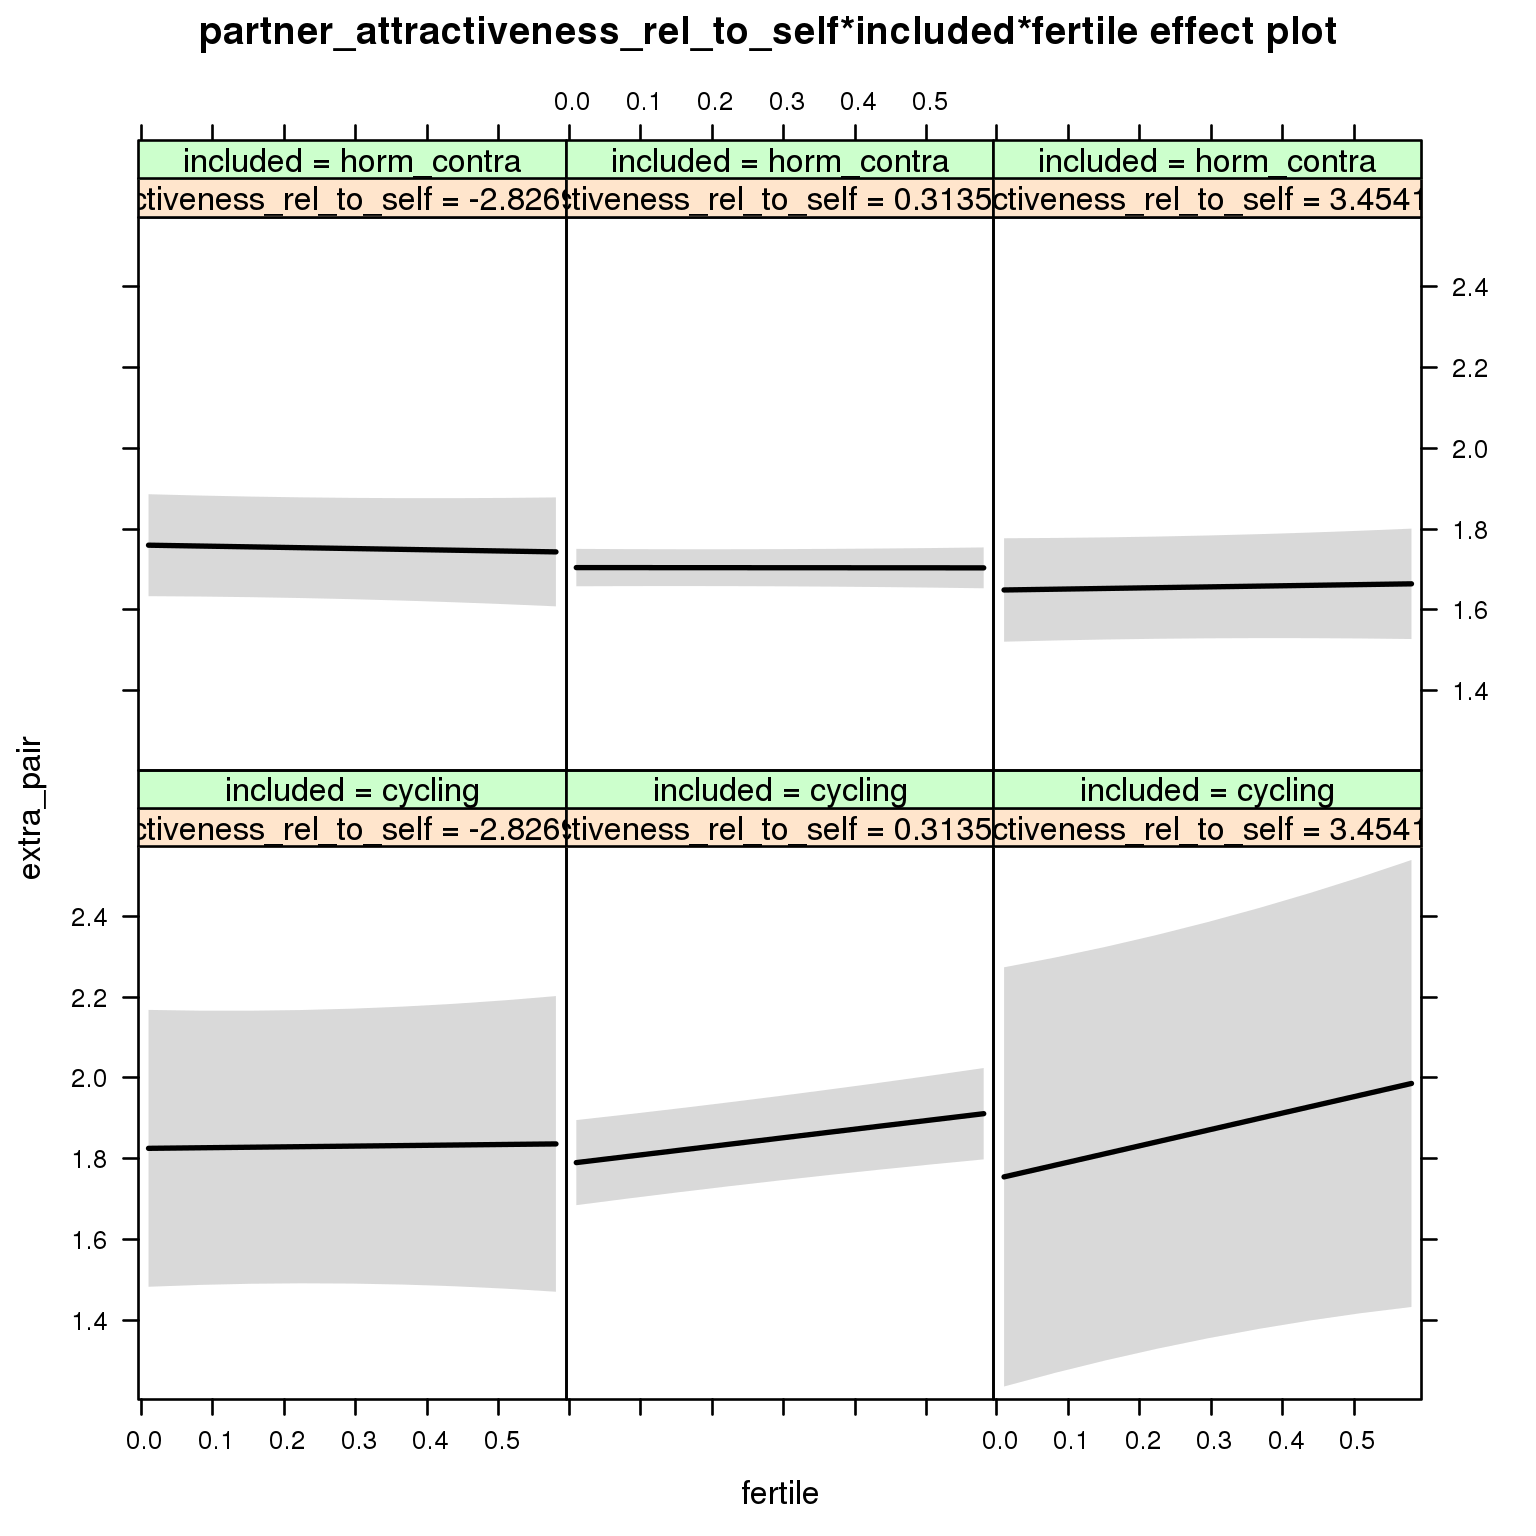 partner_attractiveness_rel_to_self*included*fertile effect plot
0.0 0.1 0.2 0.3 0.4 0.5
included = horm_contra included = horm_contra included = horm_contra
ctiveness_rel_to_self = -2.826 ctiveness_rel_to_self = 0.3135 ctiveness_rel_to_self = 3.4541
2.4
2.2
2.0
1.8
1.6
1.4
extra_pair
included = cycling included = cycling included = cycling
ctiveness_rel_to_self = -2.826 ctiveness_rel_to_self = 0.3135 ctiveness_rel_to_self = 3.4541
2.4
2.2
2.0
1.8
1.6
1.4
0.0 0.1 0.2 0.3 0.4 0.5 0.0 0.1 0.2 0.3 0.4 0.5
fertile